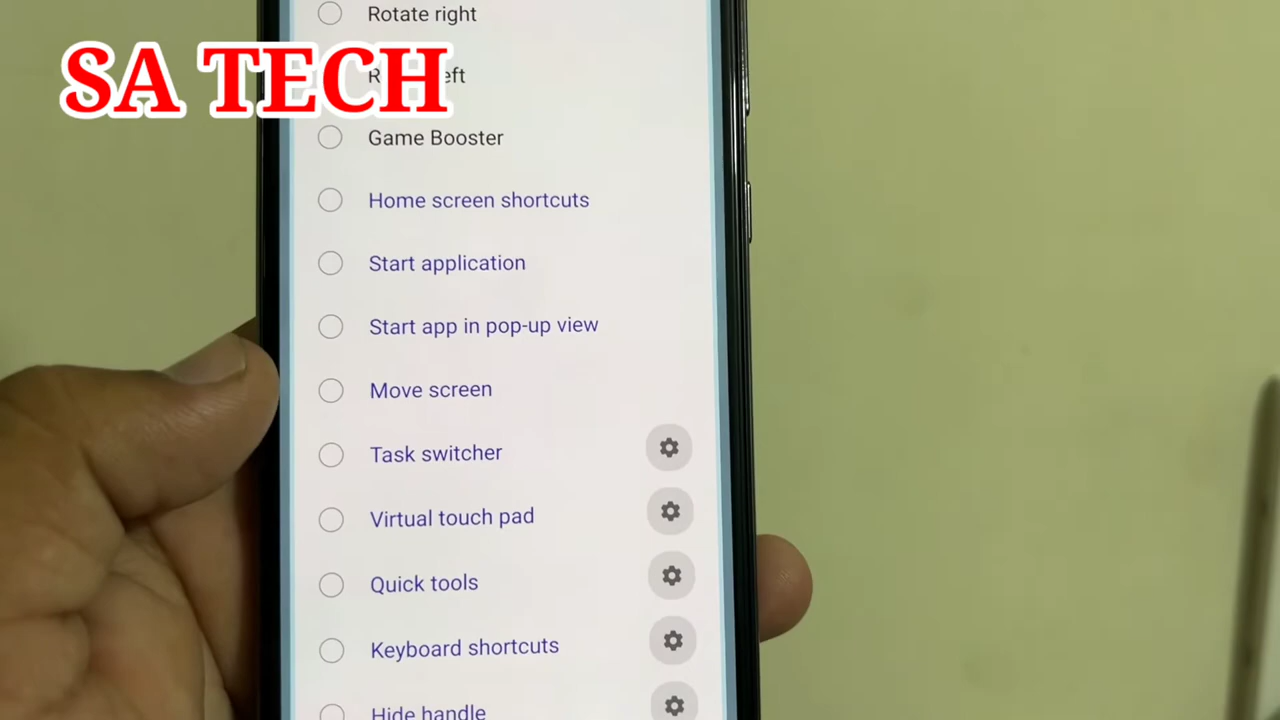 Rotate right
SA TECH
Game Booster
Home screen shortcuts
Start application
Start app in pop-up view
Move screen
Task switcher
Virtual touch pad
Quick tools
Keyboard shortcuts
Hide handle